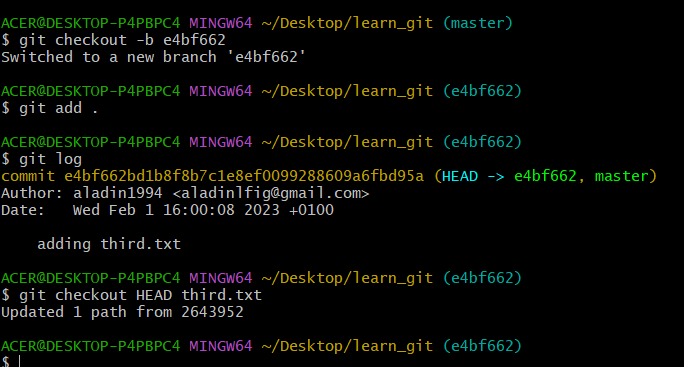 ACER@DESKTOP-P4PBPC4 MINGW64 ~/Desktop/learn_git (master)
$ git checkout -b e4bf662
Switched to a new branch 'e4bf662'
ACER@DESKTOP-P4PBPC4 MINGW64 ~/Desktop/learn_git (e4bf662)
$ git add .
ACER@DESKTOP-P4PBPC4 MINGW64 ~/Desktop/learn_git (e4bf662)
$ git log
commit e4bf662bd1b8f8b7c1e8ef0099288609a6fbd95a (HEAD -> e4bf662, master)
Author: aladin1994 <aladinlfig@gmail.com>
Date:   Wed Feb 1 16:00:08 2023 +0100
    adding third.txt
ACER@DESKTOP-P4PBPC4 MINGW64 ~/Desktop/learn_git (e4bf662)
$ git checkout HEAD third.txt
Updated 1 path from 2643952
ACER@DESKTOP-P4PBPC4 MINGW64 ~/Desktop/learn_git (e4bf662)
$